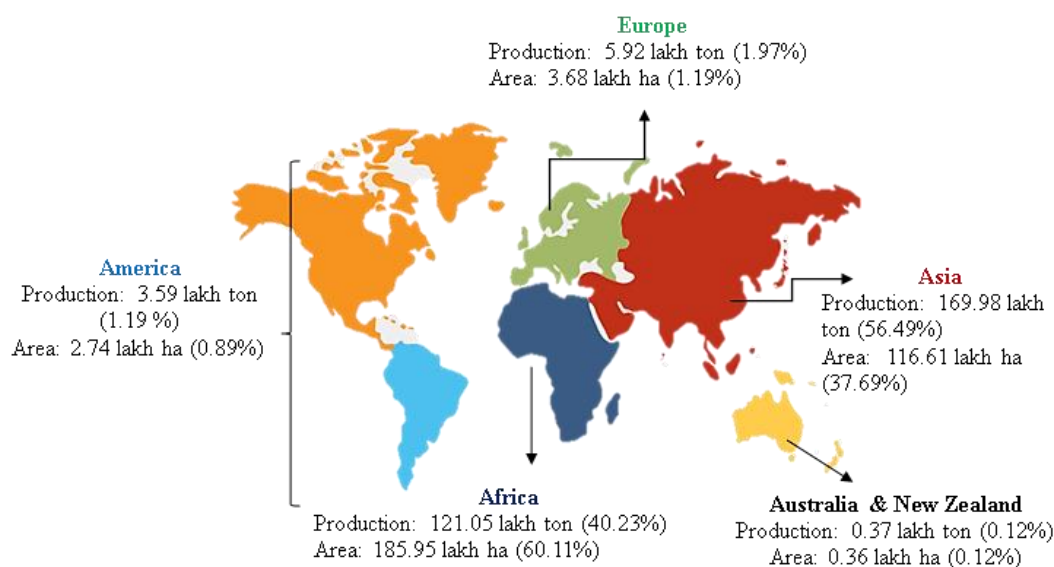 Europe
Production: 5.92 lakh ton (1.97%)
Area: 3.68 lakh ha (1.19%)
America
Production: 3.59 lakh ton
(1.19 %)
Area: 2.74 lakh ha (0.89%)
Asia
Production: 169.98 lakh
ton (56.49%)
Area: 116.61 lakh ha
(37.69%)
Africa
Production: 121.05 lakh ton (40.23%)
Area: 185.95 lakh ha (60.11%)
Australia & New Zealand
Production: 0.37 lakh ton (0.12%)
Area: 0.36 lakh ha (0.12%)